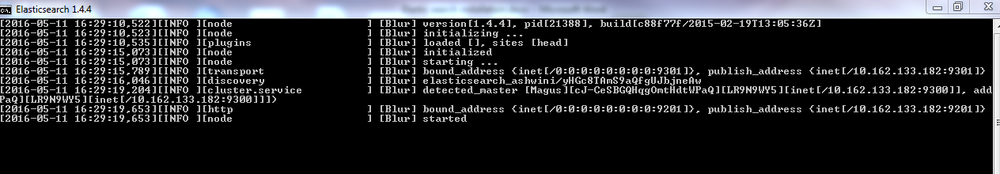 Elasticsearch 1.4.4
[2016-05-11 16:29:10,522][INFO ][node                     ] [Blur] version[1.4.4], pid[21388], build[c88f77f/2015-02-19T13:05:36Z]
[2016-05-11 16:29:10,523][INFO ][node                     ] [Blur] initializing ...
[2016-05-11 16:29:10,535][INFO ][plugins                  ] [Blur] loaded [], sites [head]
[2016-05-11 16:29:15,073][INFO ][node                     ] [Blur] initialized
[2016-05-11 16:29:15,073][INFO ][node                     ] [Blur] starting ...
[2016-05-11 16:29:15,789][INFO ][transport                ] [Blur] bound_address {inet[/0:0:0:0:0:0:0:0:9301]}, publish_address {inet[/10.162.133.182:9301]}
[2016-05-11 16:29:16,046][INFO ][discovery                ] [Blur] elasticsearch_ashwini/yHGc8TAmS9aQfgUJbjneAw
[2016-05-11 16:29:19,204][INFO ][cluster.service          ] [Blur] detected_master [Magus][cJ-CeSBGQHqgOmtHdtWPaQ][LR9N9WY5][inet[/10.162.133.182:9300]], add
PaQ][LR9N9WY5][inet[/10.162.133.182:9300]]]}
[2016-05-11 16:29:19,653][INFO ][http                     ] [Blur] bound_address {inet[/0:0:0:0:0:0:0:0:9201]}, publish_address {inet[/10.162.133.182:9201]}
[2016-05-11 16:29:19,653][INFO ][node                     ] [Blur] started